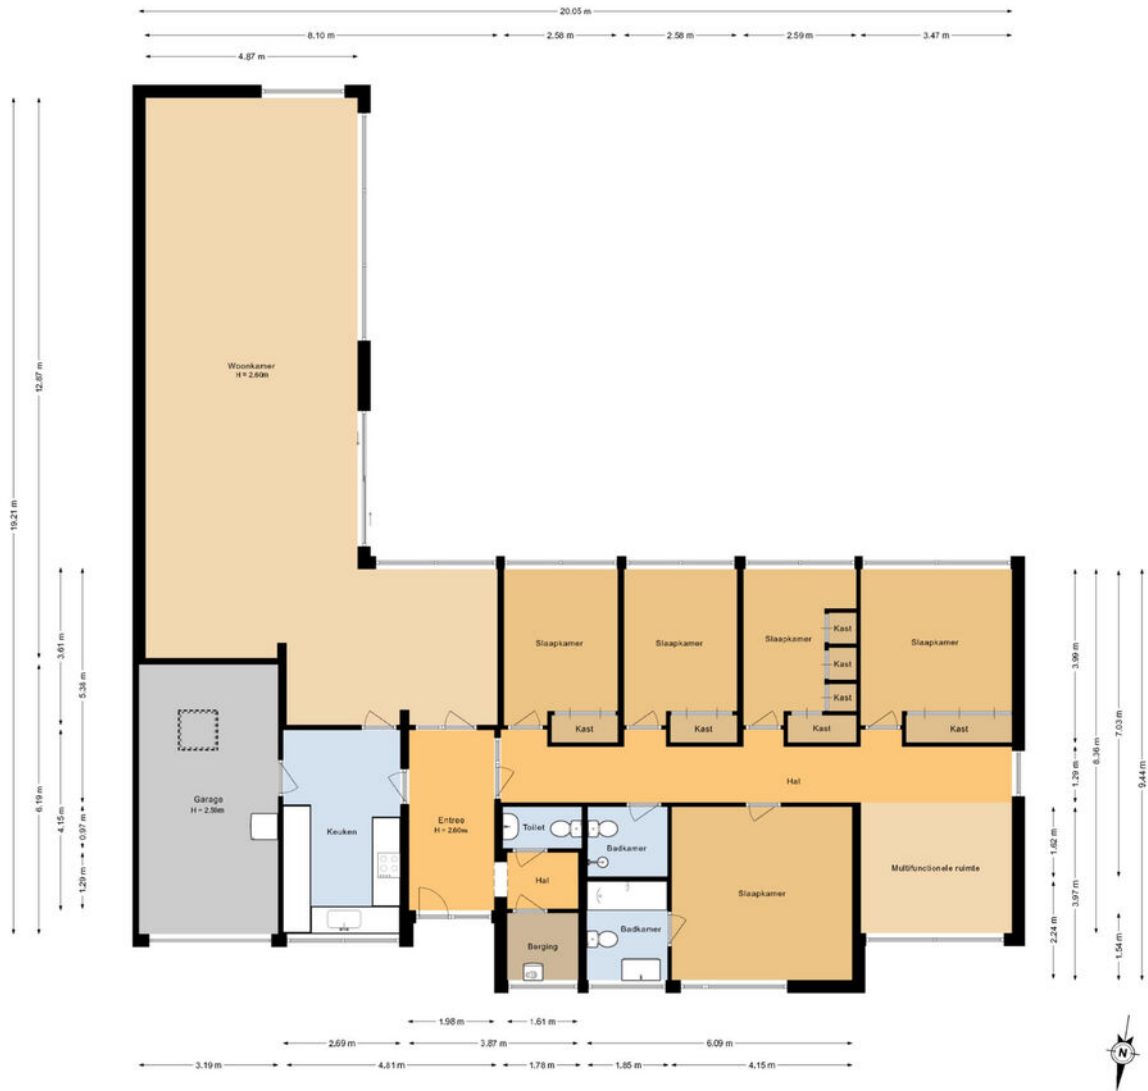 20.05 m
8.10 m
2.58 m
2.58 m
2.59 m
3.47 m
4.87 m
19.21 m
12.87 m
Woonkamer
H = 2.60m
3.61 m
5.38 m
6.19 m
4.15 m
0.97 m
1.29 m
Slaapkamer
Slaapkamer
Slaapkamer
Slaapkamer
Kast
Kast
Kast
Kast
Kast
Kast
Kast
3.99 m
7.03 m
8.36 m
9.44 m
1.29 m
Hal
Garage
H = 2.58m
Keuken
Entree
H = 2.60m
Toilet
Badkamer
Hal
Slaapkamer
Multifunctionele ruimte
Badkamer
Berging
1.62 m
3.97 m
2.24 m
1.54 m
1.98 m
1.61 m
2.69 m
3.87 m
6.09 m
3.19 m
4.81 m
1.78 m
1.85 m
4.15 m
N